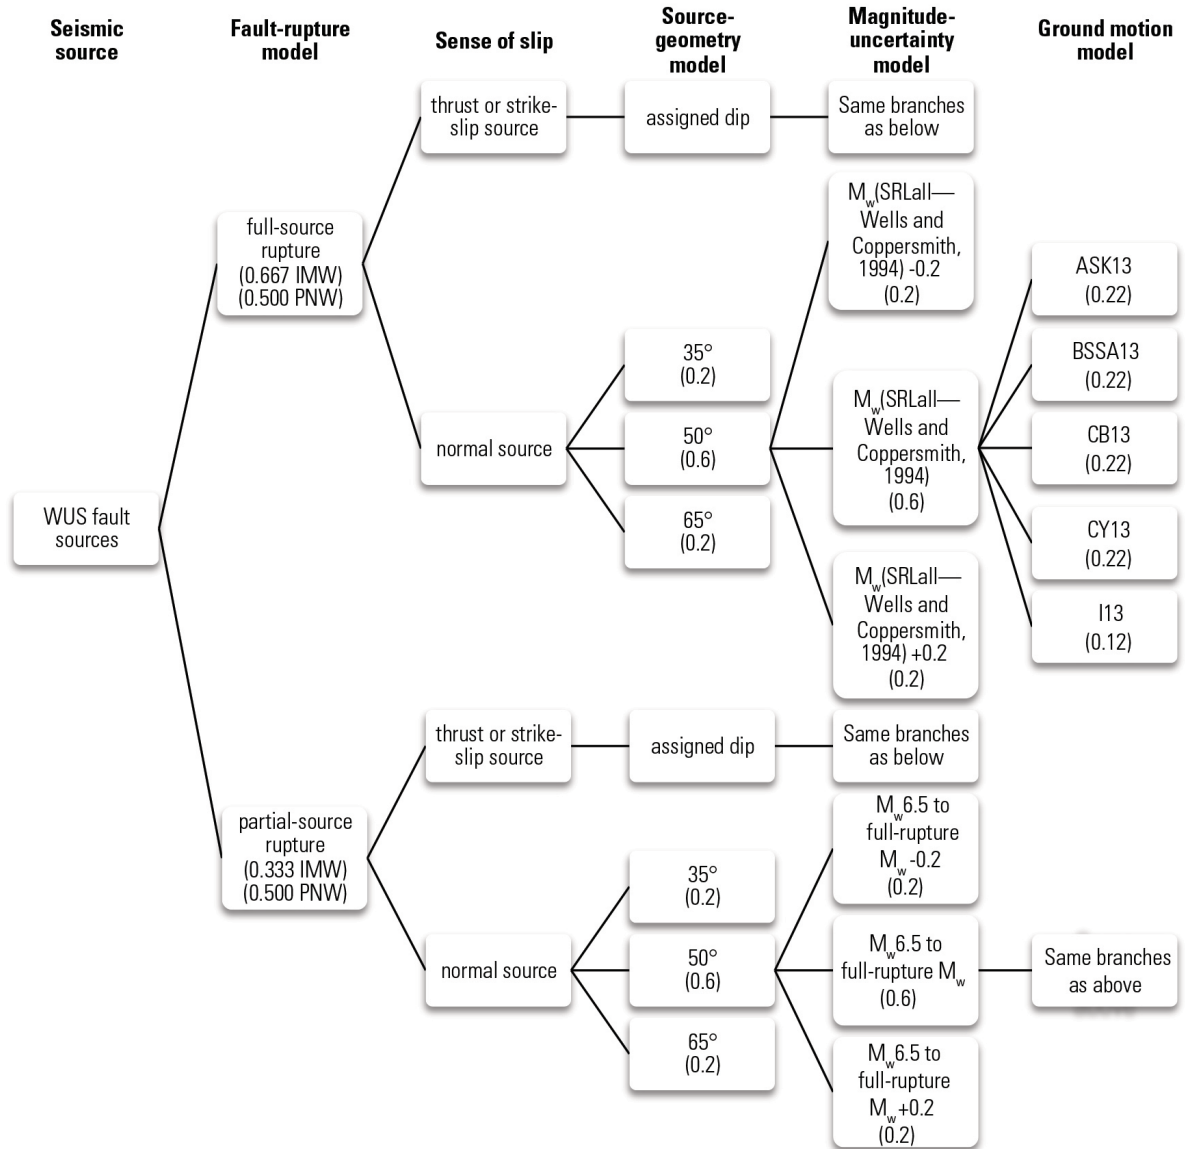 Seismic
source
Fault-rupture
model
Sense of slip
Source-
geometry
model
Magnitude-
uncertainty
model
Ground motion
model
WUS fault
sources
full-source
rupture
(0.667 IMW)
(0.500 PNW)
thrust or strike-
slip source
assigned dip
Same branches
as below
normal source
35°
(0.2)
50°
(0.6)
65°
(0.2)
Mw(SRLall—
Wells and
Coppersmith,
1994) -0.2
(0.2)
Mw(SRLall—
Wells and
Coppersmith,
1994)
(0.6)
Mw(SRLall—
Wells and
Coppersmith,
1994) +0.2
(0.2)
ASK13
(0.22)
BSSA13
(0.22)
CB13
(0.22)
CY13
(0.22)
I13
(0.12)
partial-source
rupture
(0.333 IMW)
(0.500 PNW)
thrust or strike-
slip source
assigned dip
Same branches
as below
normal source
35°
(0.2)
50°
(0.6)
65°
(0.2)
Mw6.5 to
full-rupture
Mw -0.2
(0.2)
Mw6.5 to
full-rupture Mw
(0.6)
Mw6.5 to
full-rupture
Mw+0.2
(0.2)
Same branches
as above